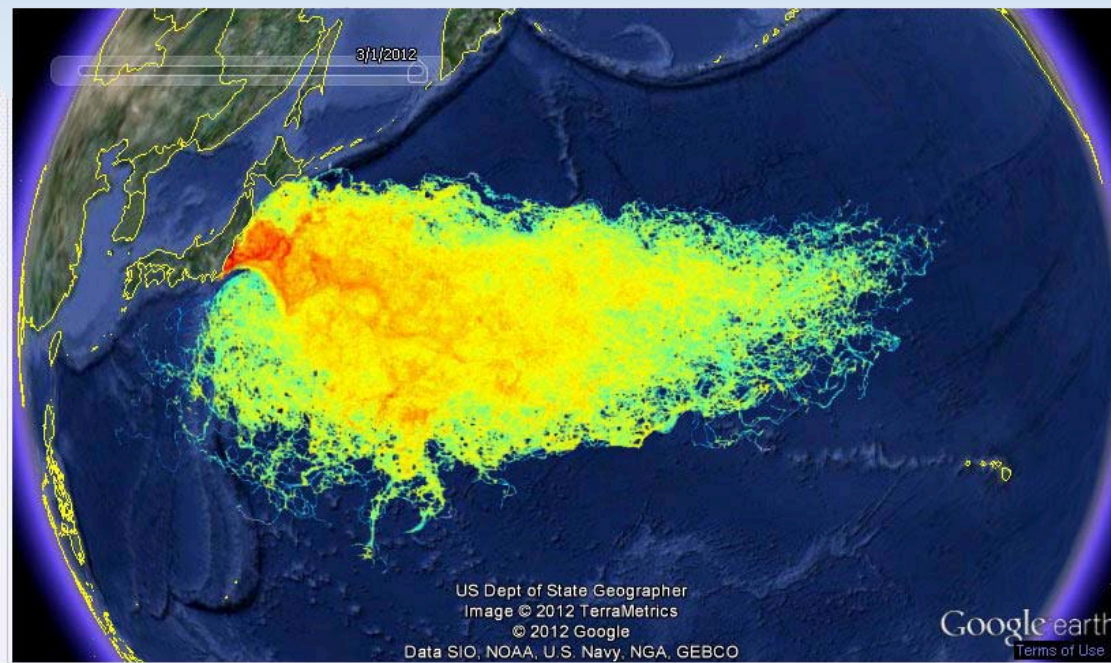 3/1/2012
US Dept of State Geographer
Image © 2012 TerraMetrics
© 2012 Google
Data SIO, NOAA, U.S. Navy, NGA, GEBCO
Google earth
Terms of Use